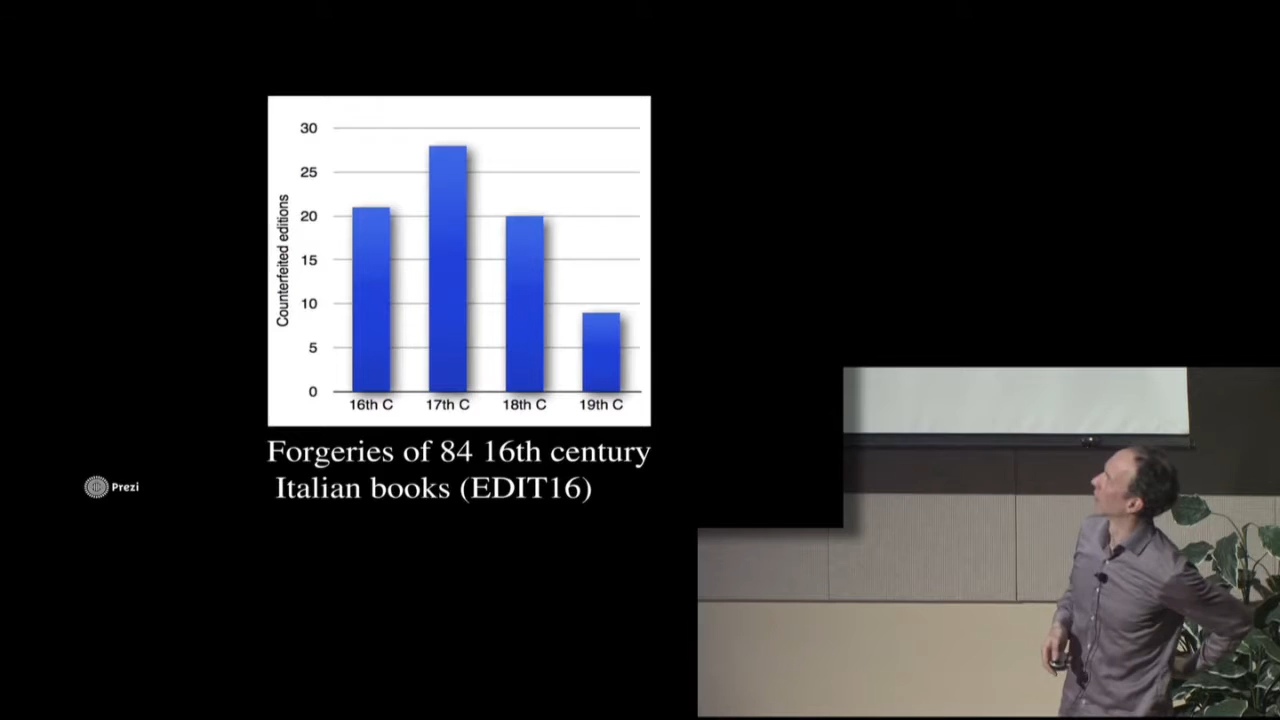 30
25
20
15
10
5
0
Counterfeited editions
16th C 17th C 18th C 19th C
Forgeries of 84 16th century
Italian books (EDIT16)
Prezi